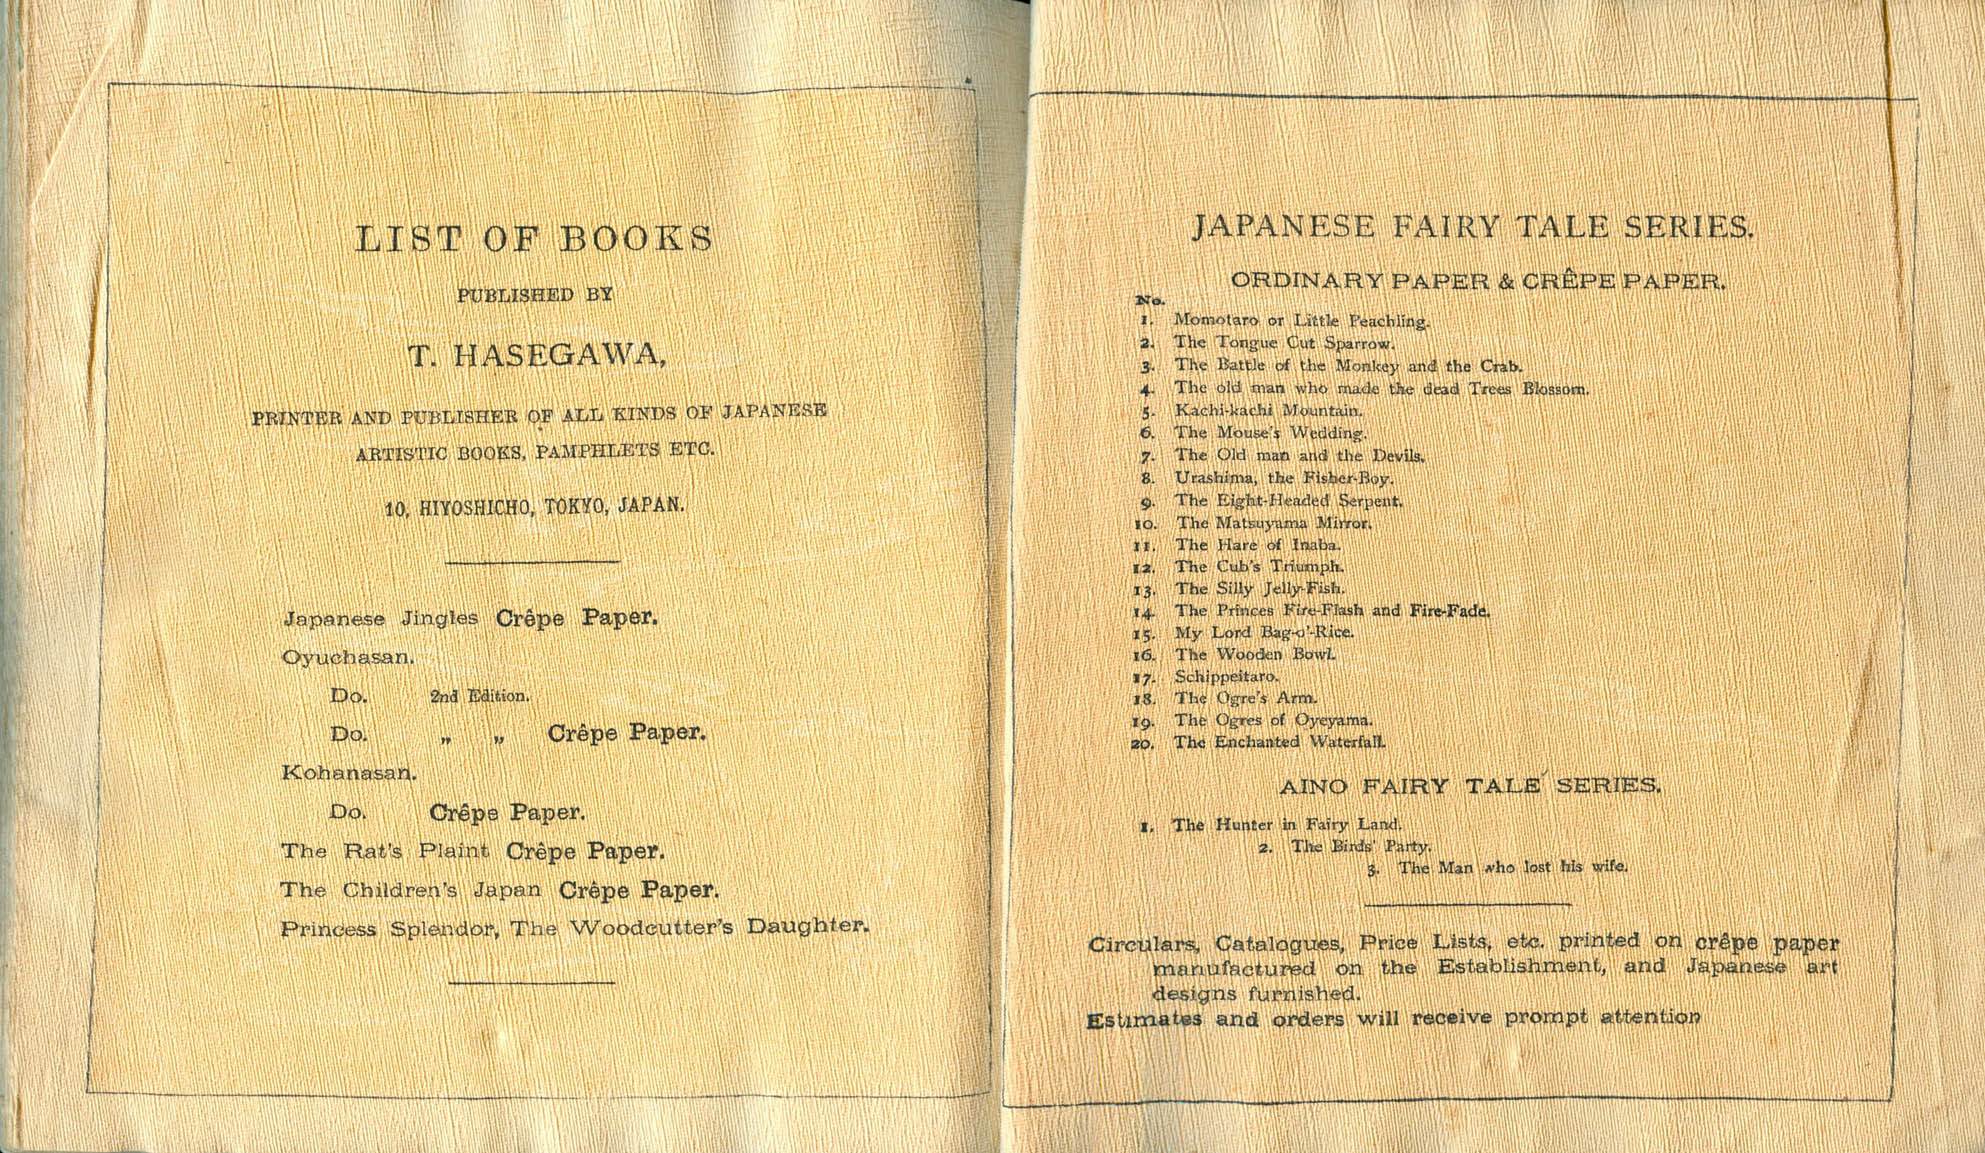 LIST OF BOOKS
PUBLISHED BY
T. HASEGAWA,
PRINTER AND PUBLISHER OF ALL KINDS OF JAPANESE
ARTISTIC BOOKS, PAMPHLETS ETC.
10, HIYOSHICHO, TOKYO, JAPAN.
Japanese Jingles Crêpe Paper.
Oyuchasan.
Do. 2nd Edition.
Do. „ „ Crêpe Paper.
Kohanasan.
Do. Crêpe Paper.
The Rat's Plaint Crêpe Paper.
The Children's Japan Crêpe Paper.
Princess Splendor, The Woodcutter's Daughter.
JAPANESE FAIRY TALE SERIES.
ORDINARY PAPER & CRÊPE PAPER.
No.
1. Momotaro or Little Peachling.
2. The Tongue Cut Sparrow.
3. The Battle of the Monkey and the Crab.
4. The old man who made the dead Trees Blossom.
5. Kachi-kachi Mountain.
6. The Mouse's Wedding.
7. The Old man and the Devils.
8. Urashima, the Fisher-Boy.
9. The Eight-Headed Serpent.
10. The Matsuyama Mirror.
11. The Hare of Inaba.
12. The Cub's Triumph.
13. The Silly Jelly-Fish.
14. The Princes Fire-Flash and Fire-Fade.
15. My Lord Bag-o'-Rice.
16. The Wooden Bowl.
17. Schippeitaro.
18. The Ogre's Arm.
19. The Ogres of Oyeyama.
20. The Enchanted Waterfall.
AINO FAIRY TALE SERIES.
1. The Hunter in Fairy Land.
2. The Birds' Party.
3. The Man who lost his wife.
Circulars, Catalogues, Price Lists, etc. printed on crêpe paper
manufactured on the Establishment, and Japanese art
designs furnished.
Estimates and orders will receive prompt attention